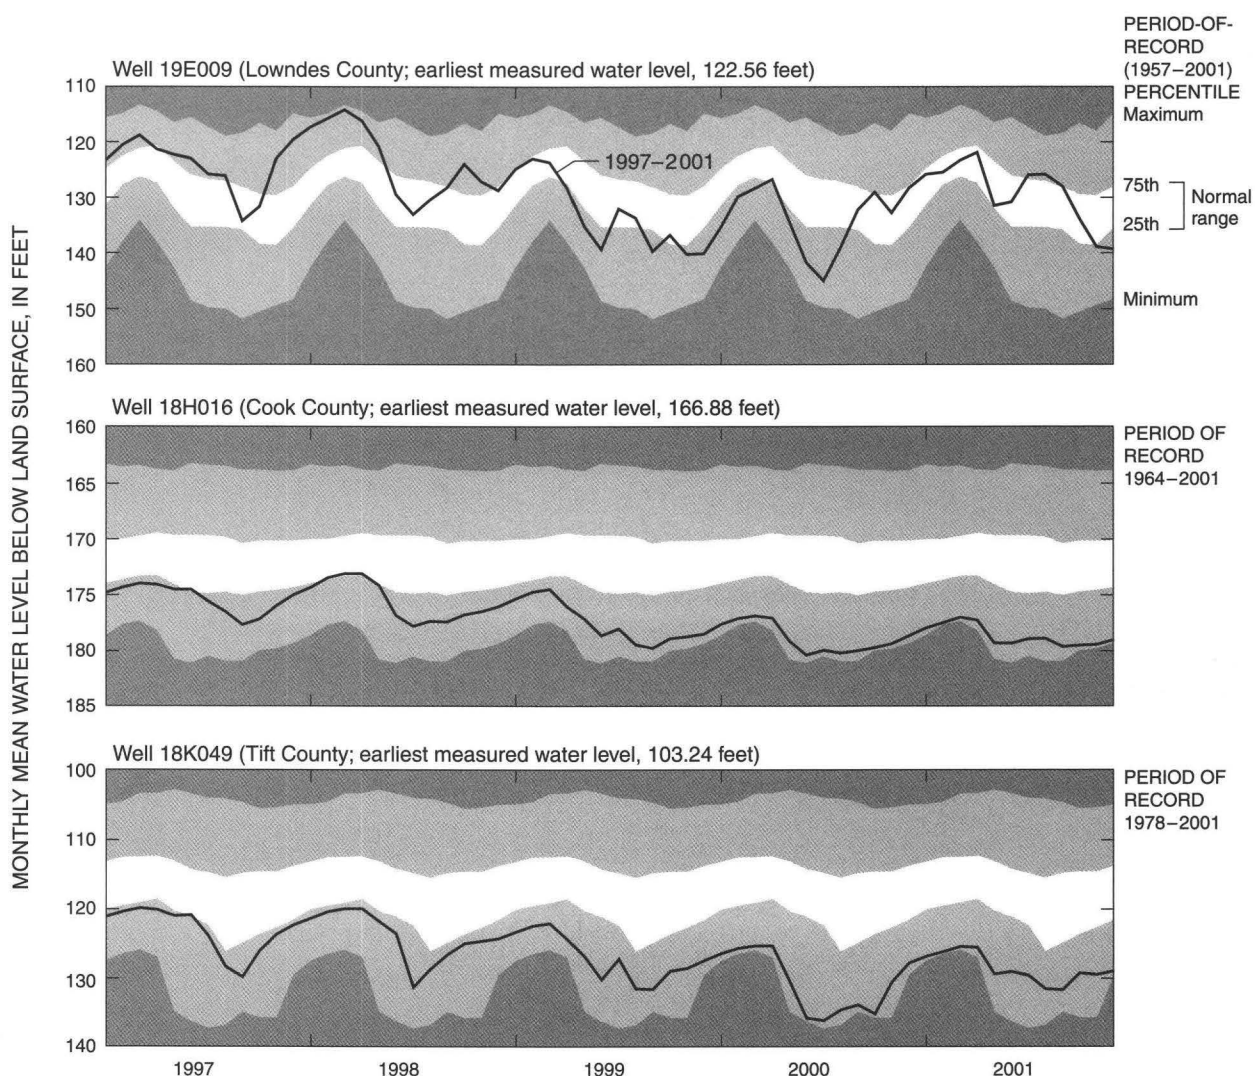 PERIOD-OF-
RECORD
(1957–2001)
PERCENTILE
Well 19E009 (Lowndes County; earliest measured water level, 122.56 feet)
110
120
130
140
150
160
1997–2001
Maximum
75th
25th
Normal
range
Minimum
MONTHLY MEAN WATER LEVEL BELOW LAND SURFACE, IN FEET
Well 18H016 (Cook County; earliest measured water level, 166.88 feet)
160
165
170
175
180
185
PERIOD OF
RECORD
1964–2001
Well 18K049 (Tift County; earliest measured water level, 103.24 feet)
100
110
120
130
140
PERIOD OF
RECORD
1978–2001
1997 1998 1999 2000 2001